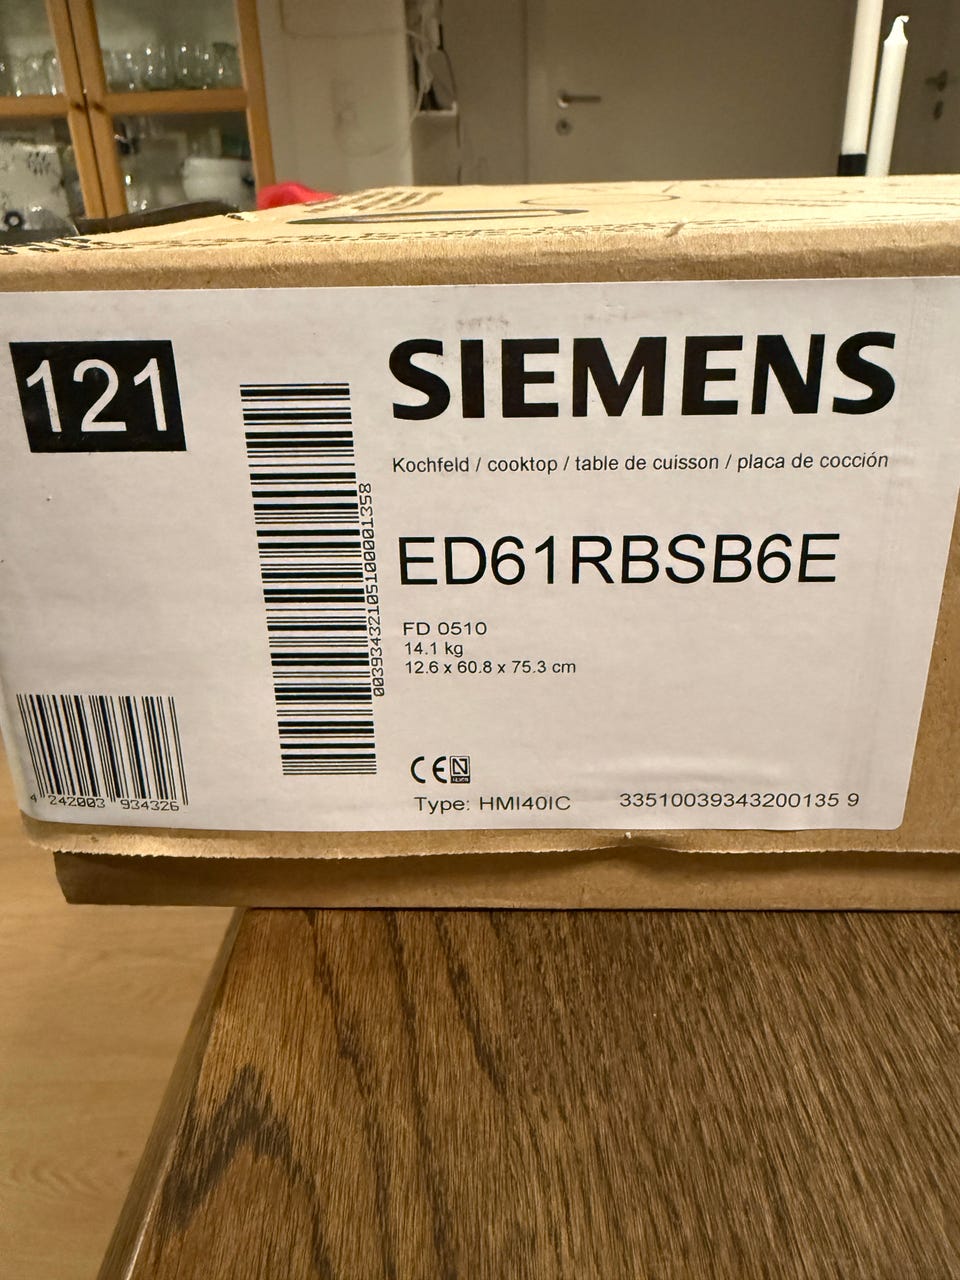 121
SIEMENS
Kochfeld / cooktop / table de cuisson / placa de cocción
ED61RBSB6E
FD 0510
14.1 kg
12.6 x 60.8 x 75.3 cm
00393432105100001358
4 242003 934326
CE N
Type: HMI40IC
33510039343200135 9